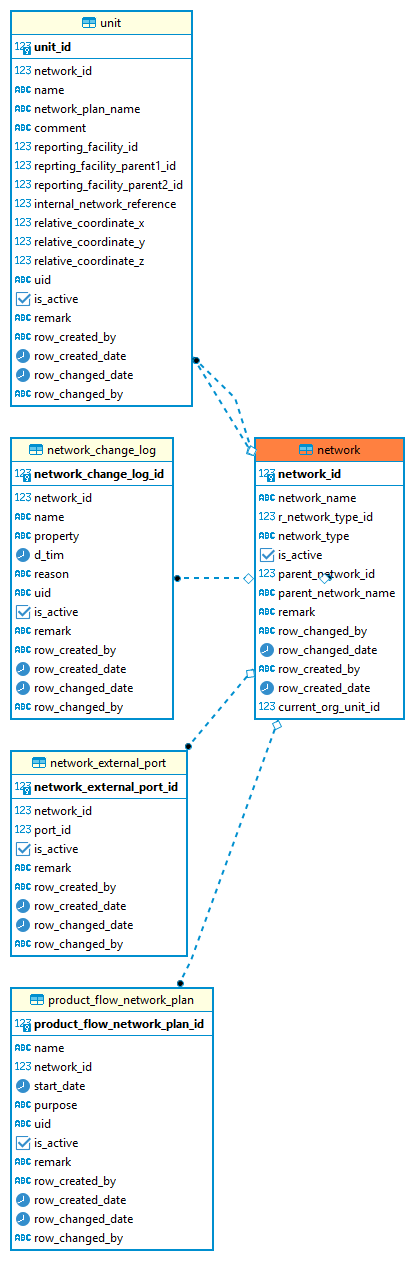 unit
123 unit_id
123 network_id
ABC name
ABC network_plan_name
ABC comment
123 reporting_facility_id
123 reprting_facility_parent1_id
123 reporting_facility_parent2_id
123 internal_network_reference
123 relative_coordinate_x
123 relative_coordinate_y
123 relative_coordinate_z
ABC uid
is_active
ABC remark
ABC row_created_by
row_created_date
row_changed_date
ABC row_changed_by
network_change_log
123 network_change_log_id
123 network_id
ABC name
ABC property
d_tim
ABC reason
ABC uid
is_active
ABC remark
ABC row_created_by
row_created_date
row_changed_date
ABC row_changed_by
network
123 network_id
ABC network_name
123 r_network_type_id
ABC network_type
is_active
123 parent_network_id
ABC parent_network_name
ABC remark
ABC row_changed_by
row_changed_date
ABC row_created_by
row_created_date
123 current_org_unit_id
network_external_port
123 network_external_port_id
123 network_id
123 port_id
is_active
ABC remark
ABC row_created_by
row_created_date
row_changed_date
ABC row_changed_by
product_flow_network_plan
123 product_flow_network_plan_id
ABC name
123 network_id
start_date
ABC purpose
ABC uid
is_active
ABC remark
ABC row_created_by
row_created_date
row_changed_date
ABC row_changed_by